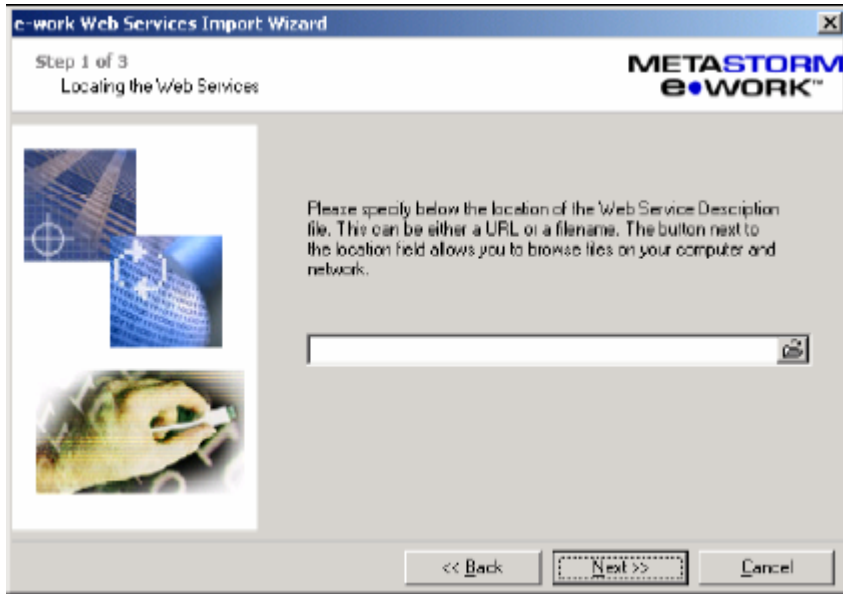 e-work Web Services Import Wizard
Step 1 of 3
Locating the Web Services
METASTORM
e•WORK™
Please specify below the location of the Web Service Description
file. This can be either a URL or a filename. The button next to
the location field allows you to browse files on your computer and
network.
<< Back
Next >>
Cancel